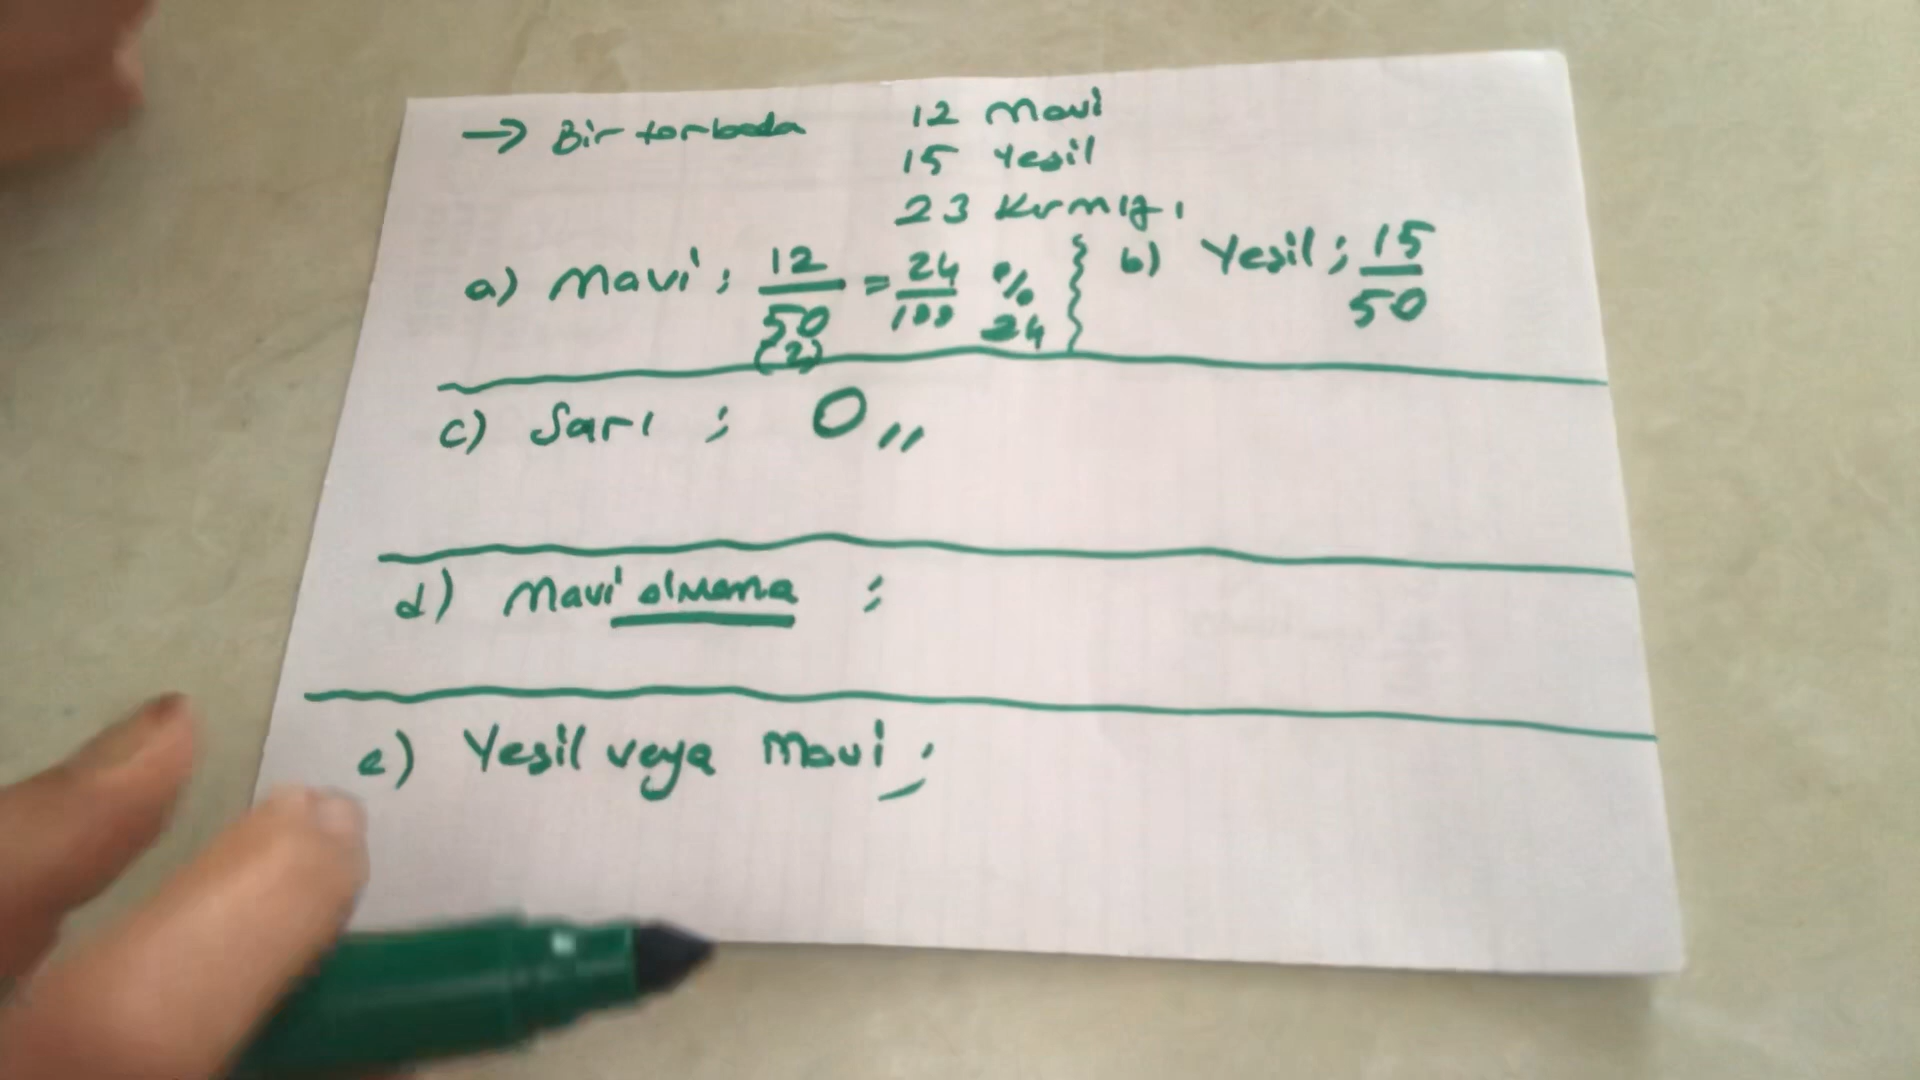 → Bir torbada 12 Mavi
15 Yeşil
23 Kırmızı
a) Mavi: 12/50 (2) = 24/100 % 24
b) Yeşil: 15/50
c) Sarı : 0,,
d) Mavi olmama :
e) Yeşil veya Mavi :